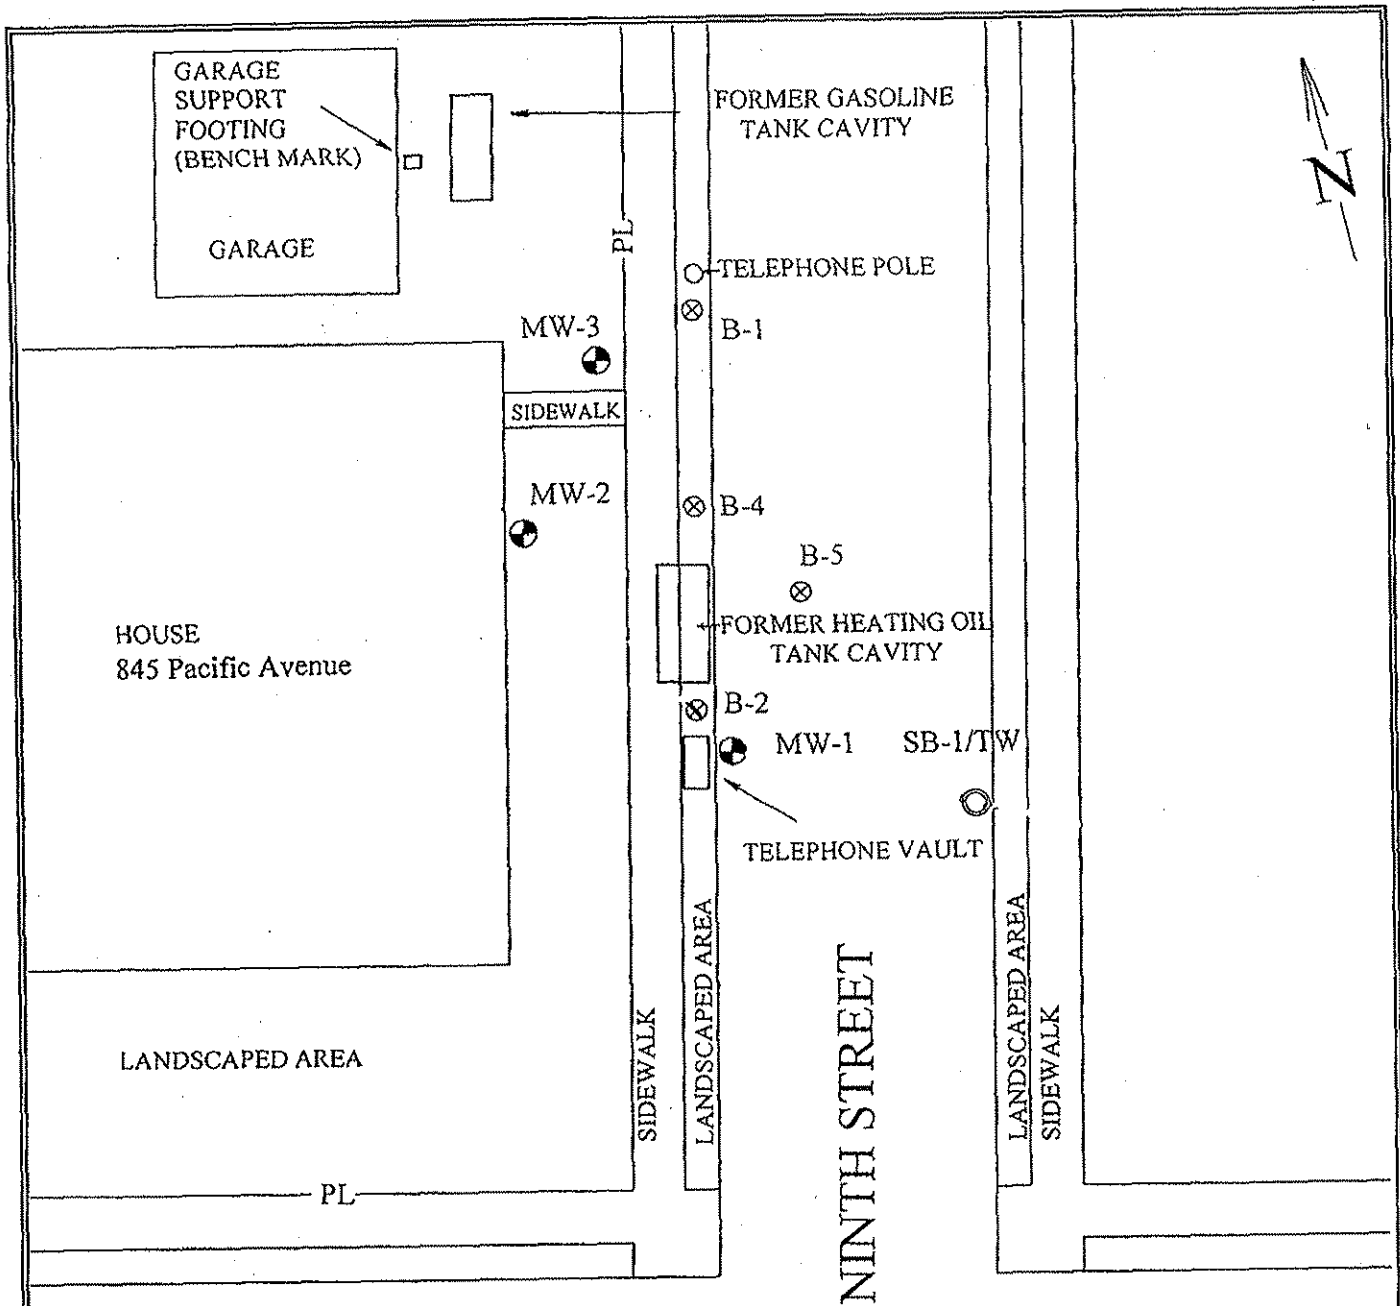 GARAGE
SUPPORT
FOOTING
(BENCH MARK)
FORMER GASOLINE
TANK CAVITY
N
GARAGE
PL
TELEPHONE POLE
B-1
MW-3
SIDEWALK
MW-2
B-4
B-5
HOUSE
845 Pacific Avenue
FORMER HEATING OIL
TANK CAVITY
B-2
MW-1
SB-1/TW
TELEPHONE VAULT
LANDSCAPED AREA
SIDEWALK
LANDSCAPED AREA
NINTH STREET
LANDSCAPED AREA
SIDEWALK
PL